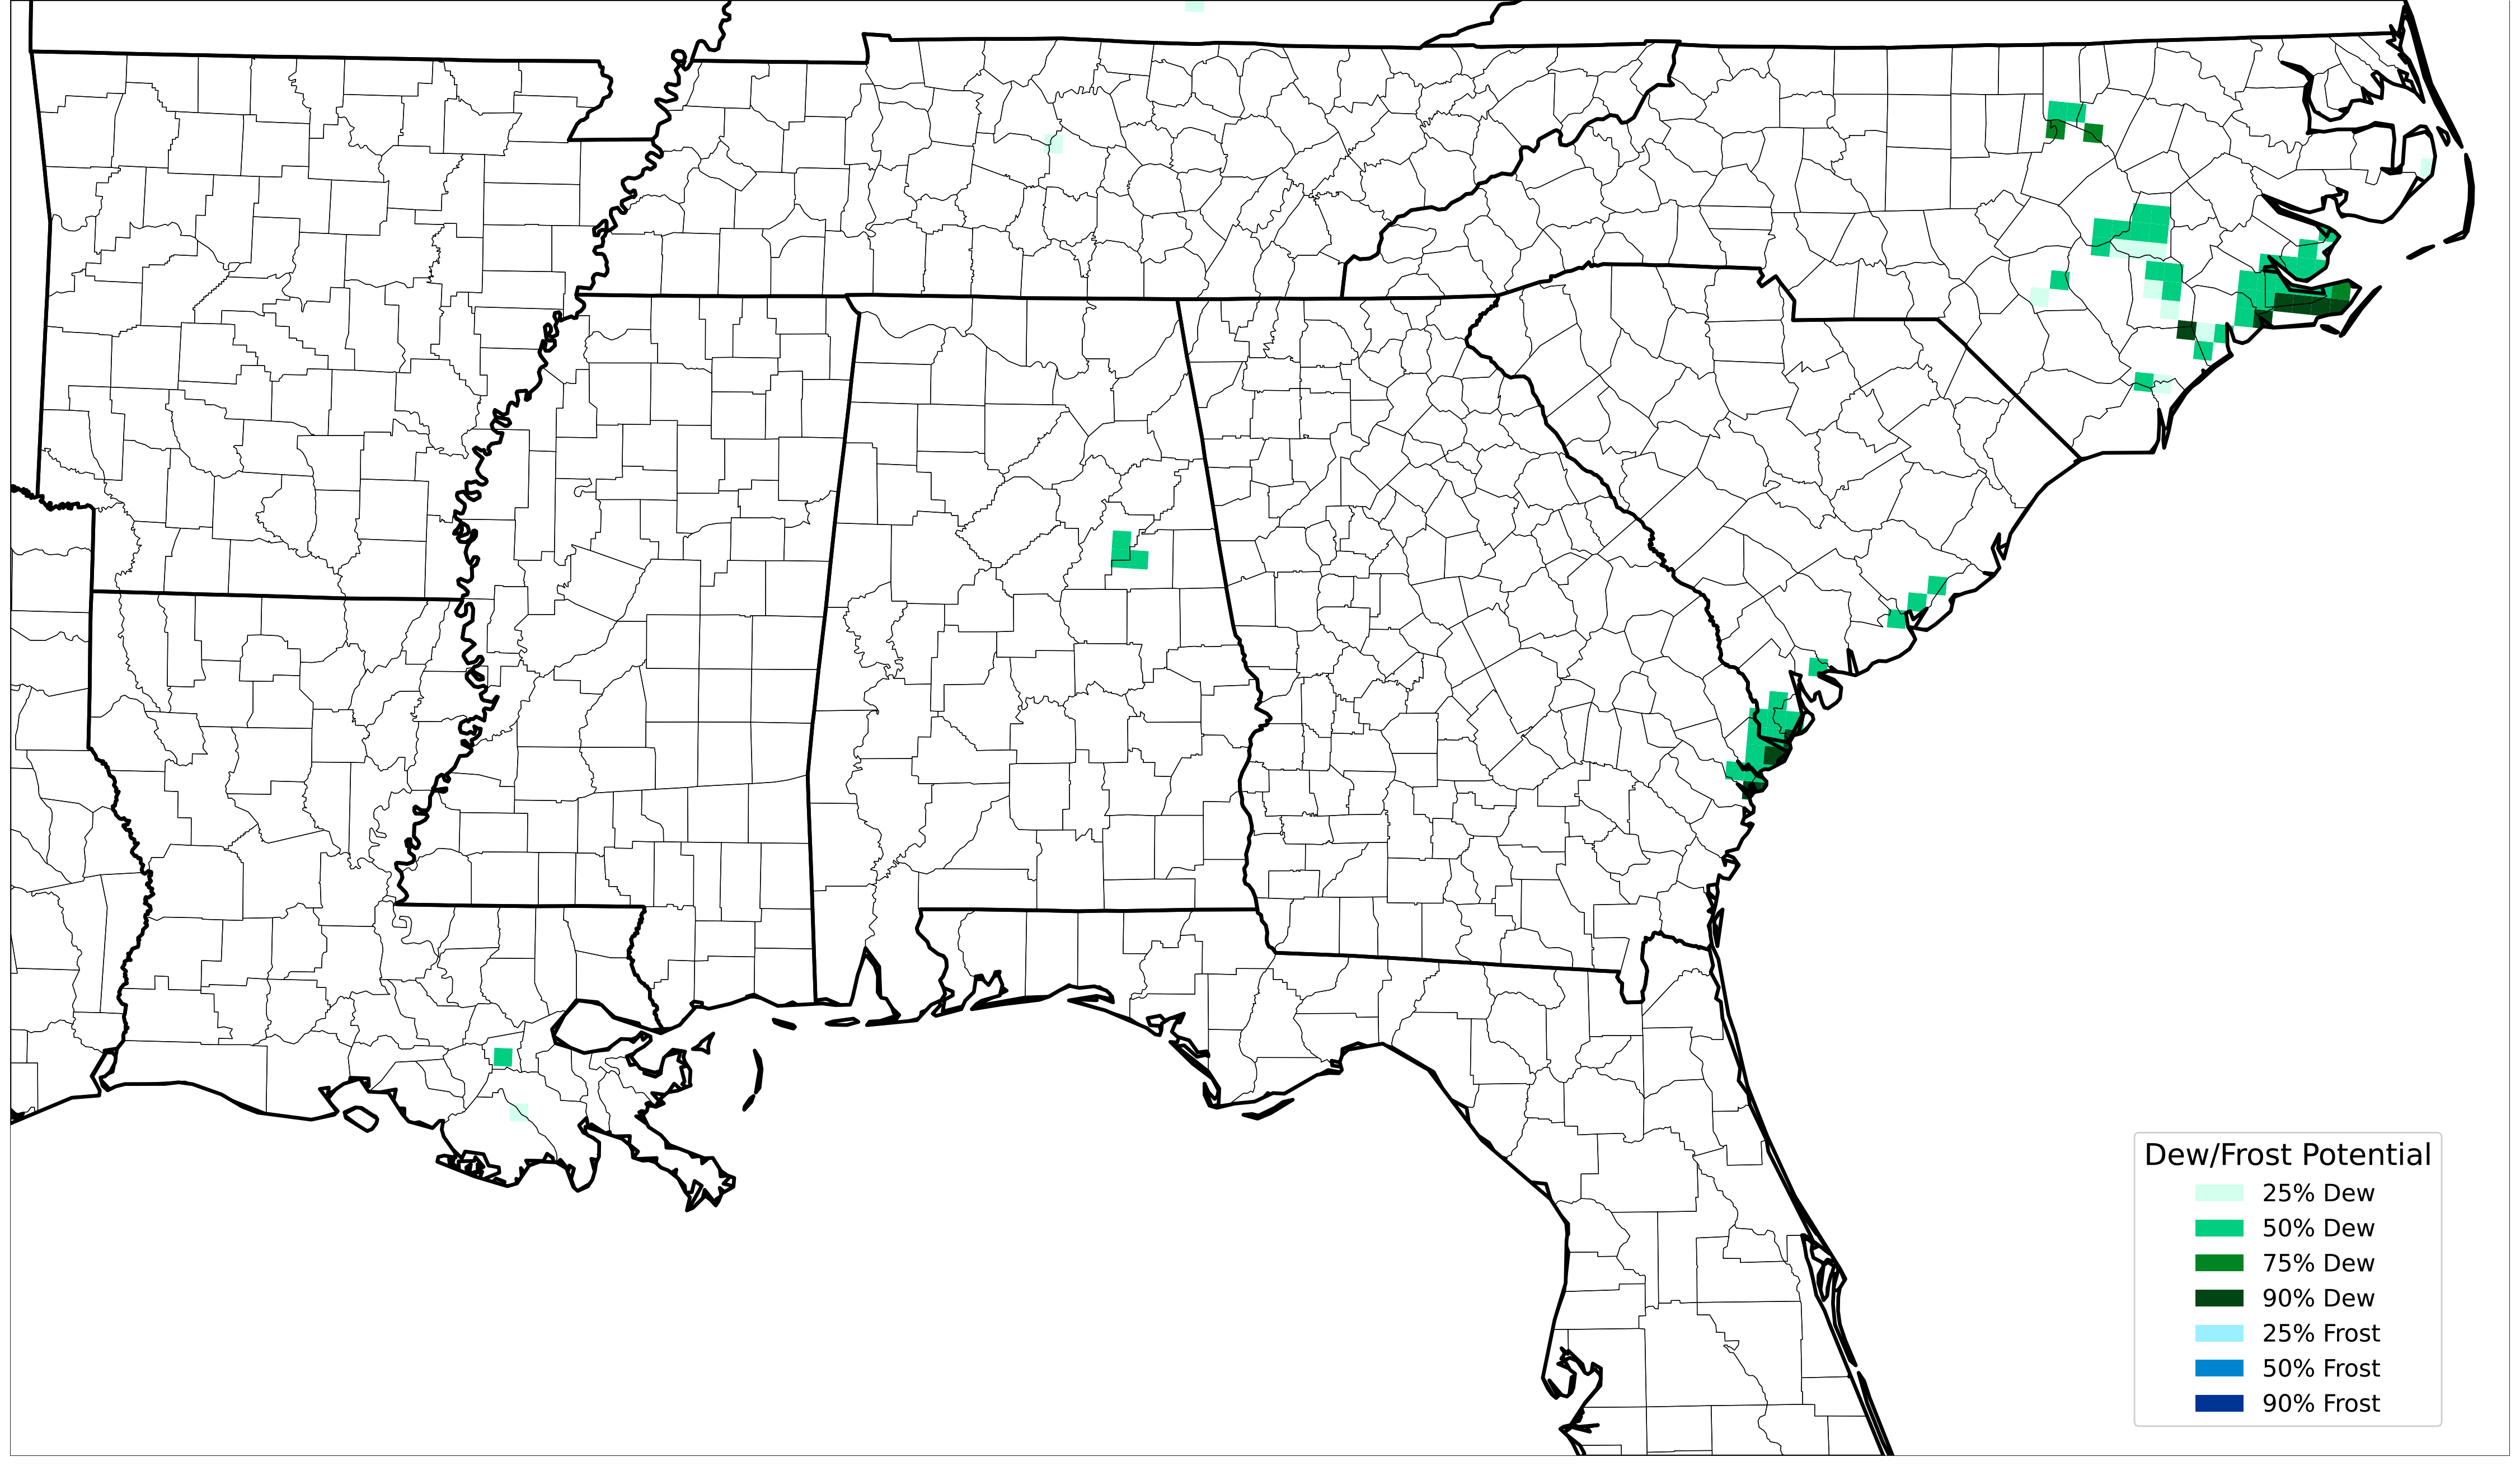 Dew/Frost Potential
25% Dew
50% Dew
75% Dew
90% Dew
25% Frost
50% Frost
90% Frost